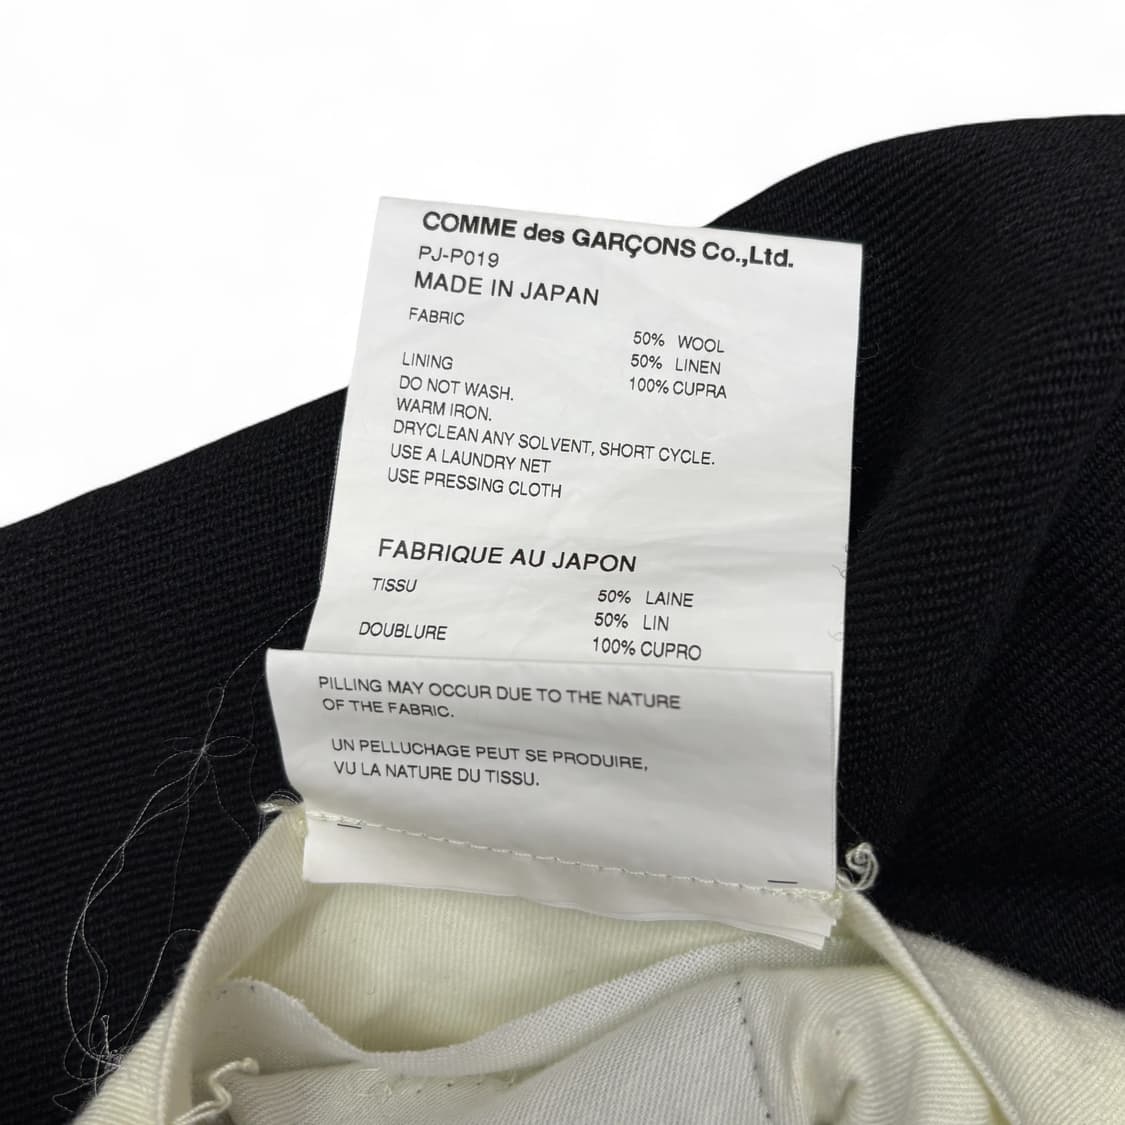 COMME des GARÇONS Co.,Ltd.
PJ-P019
MADE IN JAPAN
FABRIC
50% WOOL
50% LINEN
LINING
100% CUPRA
DO NOT WASH.
WARM IRON.
DRYCLEAN ANY SOLVENT, SHORT CYCLE.
USE A LAUNDRY NET
USE PRESSING CLOTH
FABRIQUE AU JAPON
TISSU
50% LAINE
50% LIN
DOUBLURE
100% CUPRO
PILLING MAY OCCUR DUE TO THE NATURE
OF THE FABRIC.
UN PELLUCHAGE PEUT SE PRODUIRE,
VU LA NATURE DU TISSU.